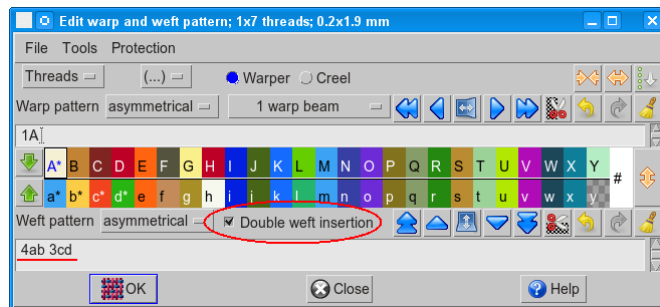 Edit warp and weft pattern; 1x7 threads; 0.2x1.9 mm
File Tools Protection
Threads (...) Warper Creel
Warp pattern asymmetrical 1 warp beam
1A
A* B C D E F G H I J K L M N O P Q R S T U V W X Y #
a* b* c* d* e f g h i j k l m n o p q r s t u v w x y
Weft pattern asymmetrical Double weft insertion
4ab 3cd
OK Close Help